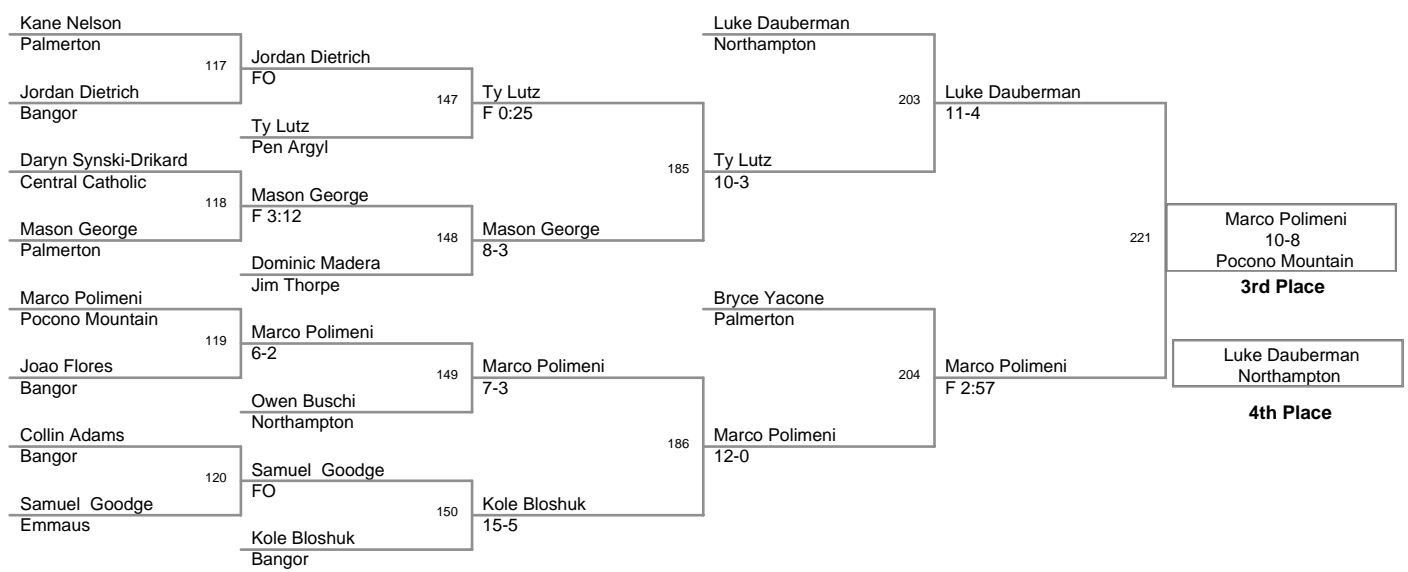 Kane Nelson
Palmerton
117
Jordan Dietrich
Bangor
Daryn Synski-Drikard
Central Catholic
118
Mason George
Palmerton
Marco Polimeni
Pocono Mountain
119
Joao Flores
Bangor
Collin Adams
Bangor
120
Samuel  Goodge
Emmaus
Jordan Dietrich
FO
147
Ty Lutz
Pen Argyl
Mason George
F 3:12
148
Dominic Madera
Jim Thorpe
Marco Polimeni
6-2
149
Owen Buschi
Northampton
Samuel  Goodge
FO
150
Kole Bloshuk
Bangor
Ty Lutz
F 0:25
185
Mason George
8-3
Marco Polimeni
7-3
186
Kole Bloshuk
15-5
Luke Dauberman
Northampton
203
Ty Lutz
10-3
Bryce Yacone
Palmerton
204
Marco Polimeni
12-0
Luke Dauberman
11-4
221
Marco Polimeni
F 2:57
Marco Polimeni
10-8
Pocono Mountain
3rd Place
Luke Dauberman
Northampton
4th Place